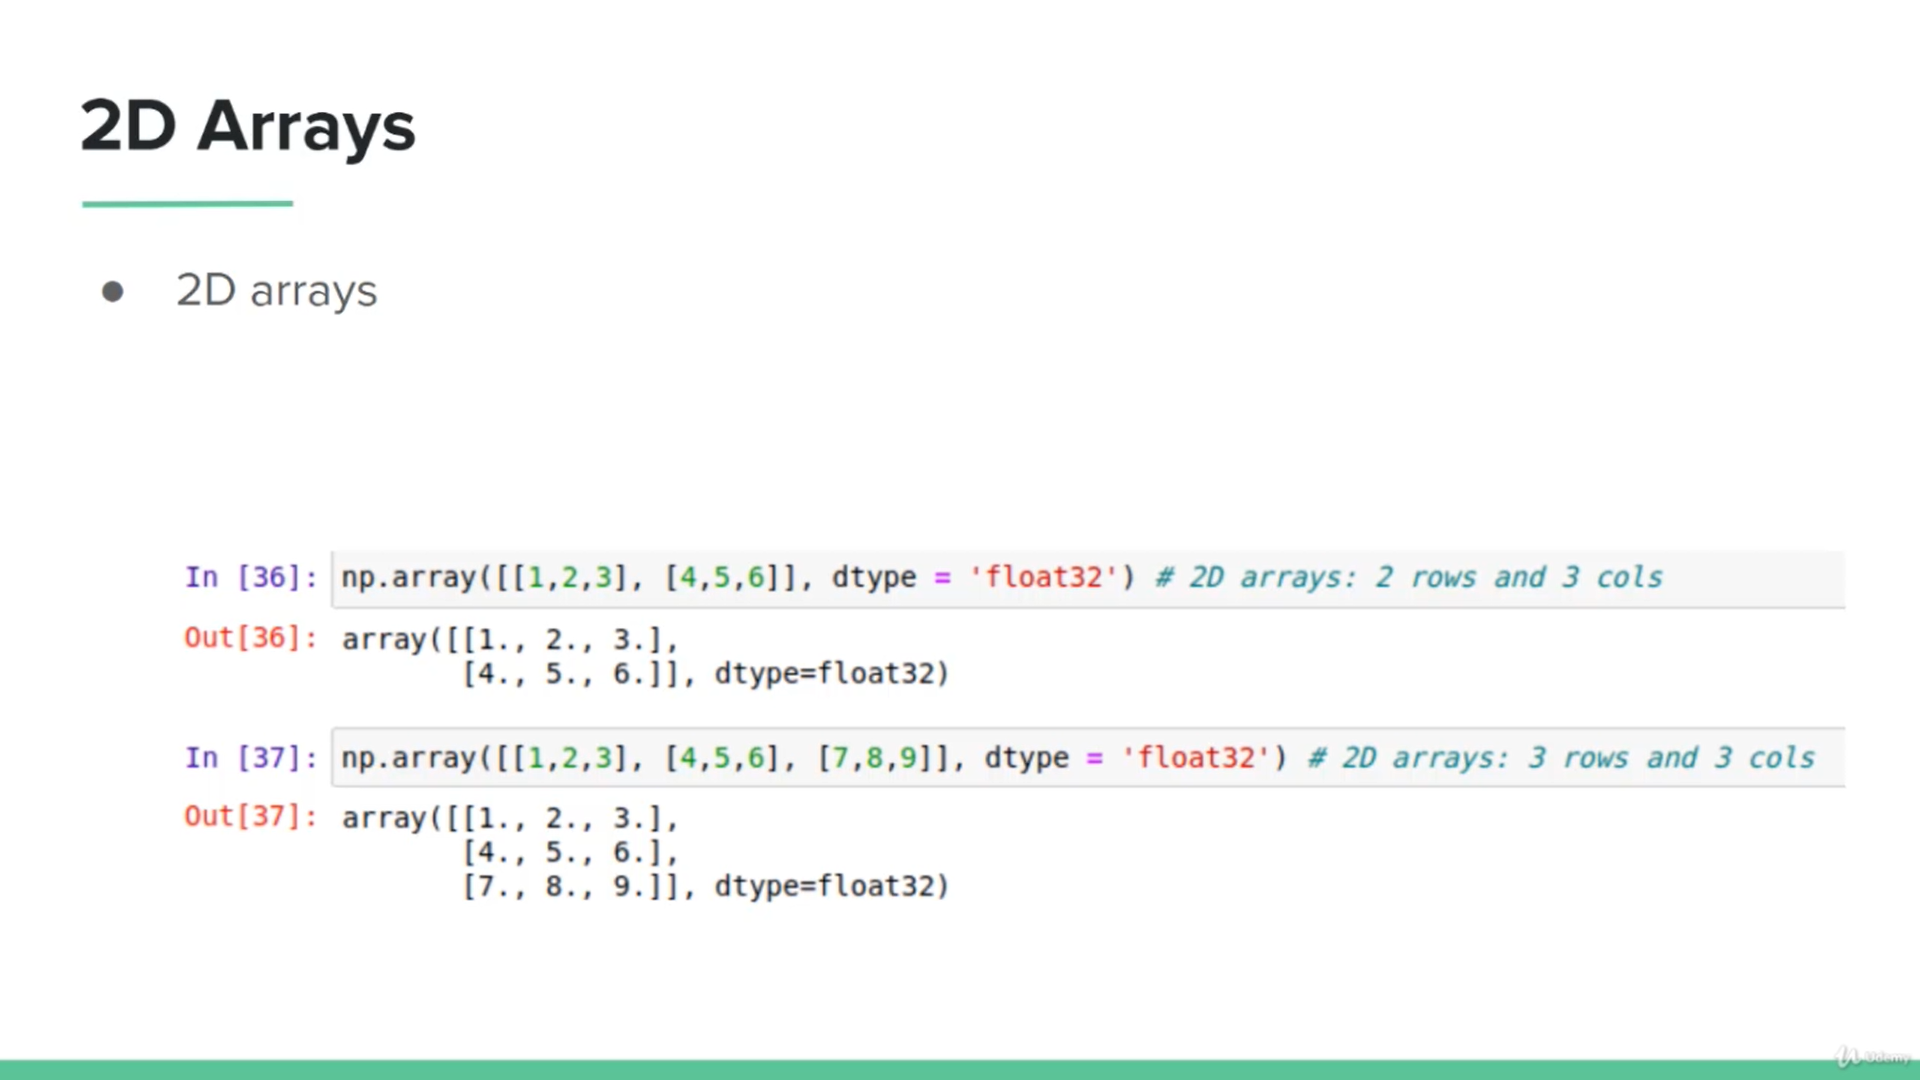 2D Arrays
● 2D arrays
In [36]: np.array([[1,2,3], [4,5,6]], dtype = 'float32') # 2D arrays: 2 rows and 3 cols
Out[36]: array([[1., 2., 3.],
[4., 5., 6.]], dtype=float32)
In [37]: np.array([[1,2,3], [4,5,6], [7,8,9]], dtype = 'float32') # 2D arrays: 3 rows and 3 cols
Out[37]: array([[1., 2., 3.],
[4., 5., 6.],
[7., 8., 9.]], dtype=float32)
Udemy